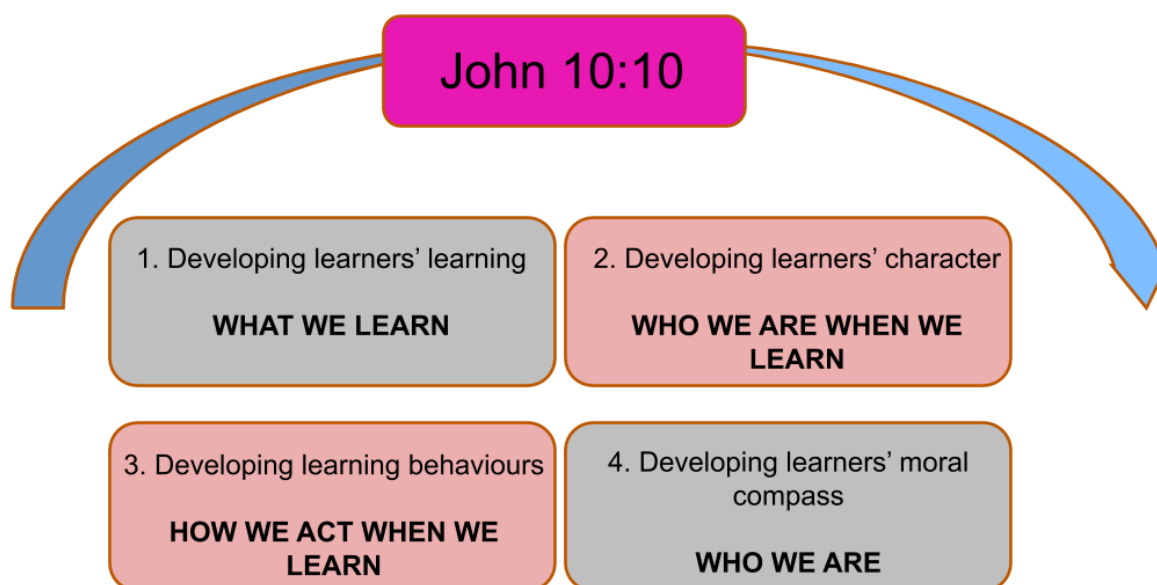 John 10:10
1. Developing learners’ learning
WHAT WE LEARN
2. Developing learners’ character
WHO WE ARE WHEN WE
LEARN
3. Developing learning behaviours
HOW WE ACT WHEN WE
LEARN
4. Developing learners’ moral
compass
WHO WE ARE